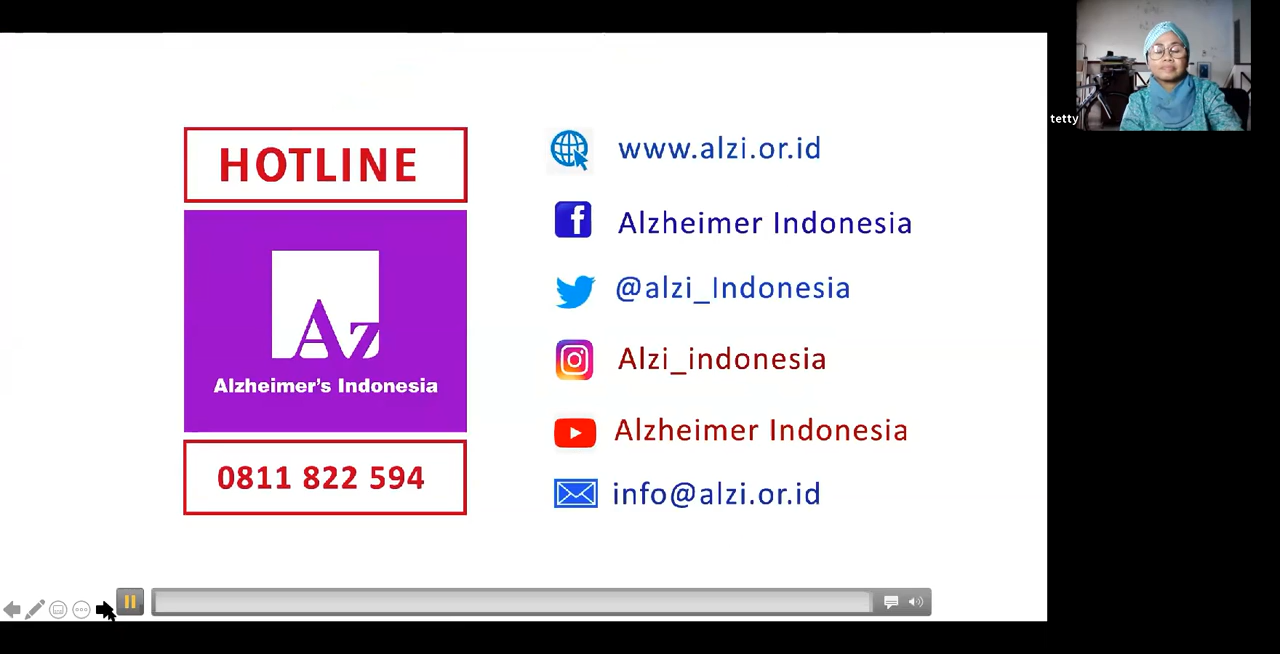 HOTLINE
Az
Alzheimer's Indonesia
0811 822 594
www.alzi.or.id
Alzheimer Indonesia
@alzi_Indonesia
Alzi_indonesia
Alzheimer Indonesia
info@alzi.or.id
tetty